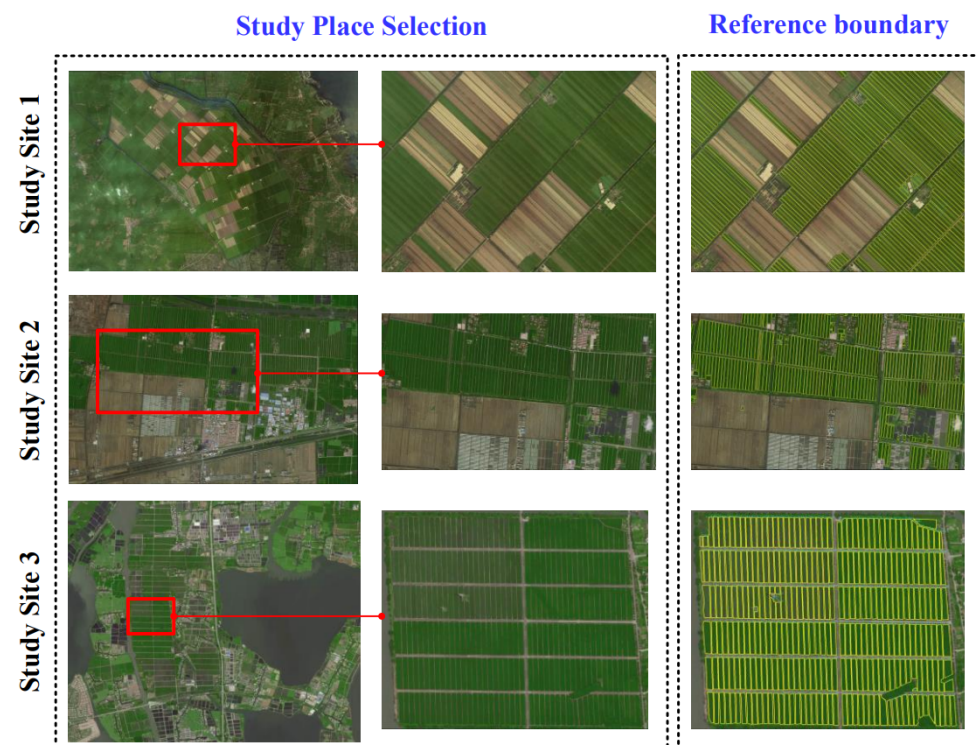 Study Place Selection
Reference boundary
Study Site 1
Study Site 2
Study Site 3